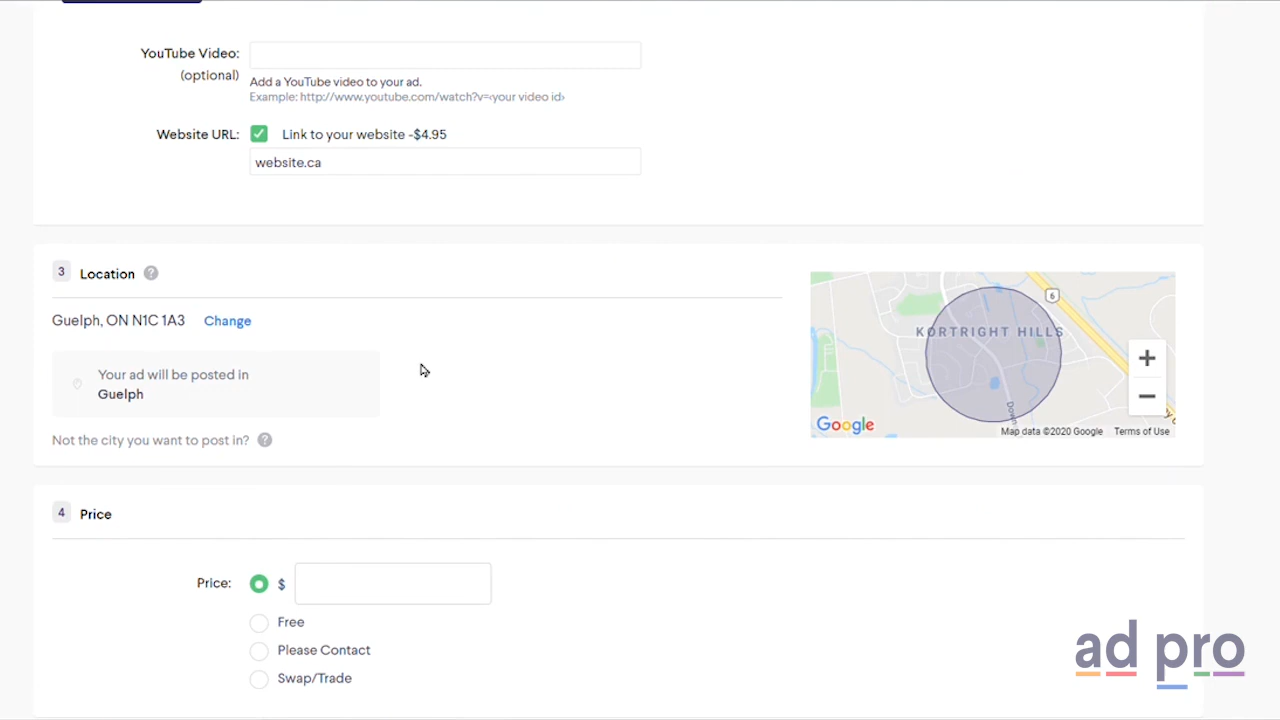 YouTube Video:
(optional)
Add a YouTube video to your ad.
Example: http://www.youtube.com/watch?v=<your video id>
Website URL:
Link to your website -$4.95
website.ca
3 Location ?
Guelph, ON N1C 1A3 Change
Your ad will be posted in
Guelph
Not the city you want to post in? ?
6
KORTRIGHT HILLS
Down
Google
Map data ©2020 Google Terms of Use
4 Price
Price: $
Free
Please Contact
Swap/Trade
ad pro